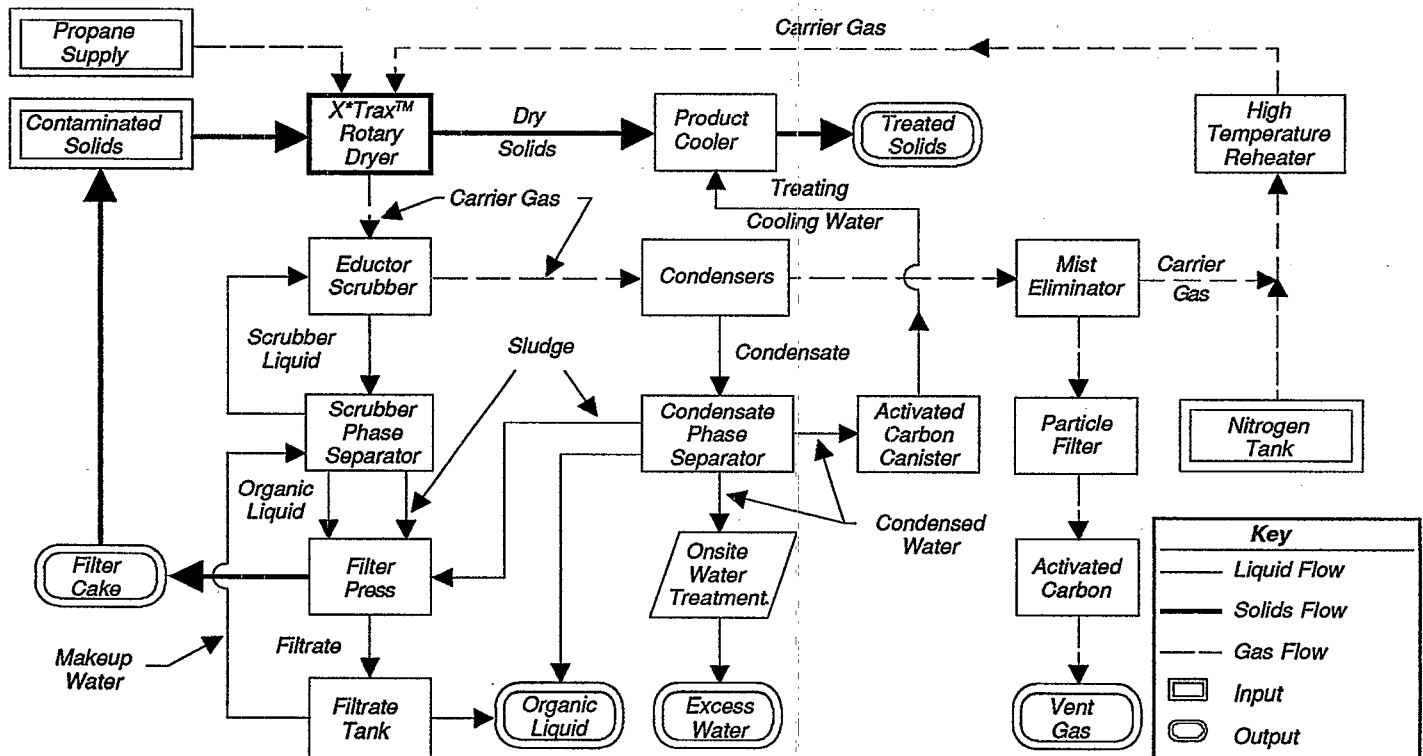 Propane
Supply
Carrier Gas
Contaminated
Solids
X*Trax™
Rotary
Dryer
Dry
Solids
Product
Cooler
Treated
Solids
High
Temperature
Reheater
Carrier Gas
Treating
Cooling Water
Eductor
Scrubber
Condensers
Mist
Eliminator
Carrier
Gas
Scrubber
Liquid
Sludge
Condensate
Scrubber
Phase
Separator
Condensate
Phase
Separator
Activated
Carbon
Canister
Particle
Filter
Nitrogen
Tank
Organic
Liquid
Condensed
Water
Filter
Cake
Filter
Press
Onsite
Water
Treatment
Activated
Carbon
Makeup
Water
Filtrate
Filtrate
Tank
Organic
Liquid
Excess
Water
Vent
Gas
Key
Liquid Flow
Solids Flow
Gas Flow
Input
Output